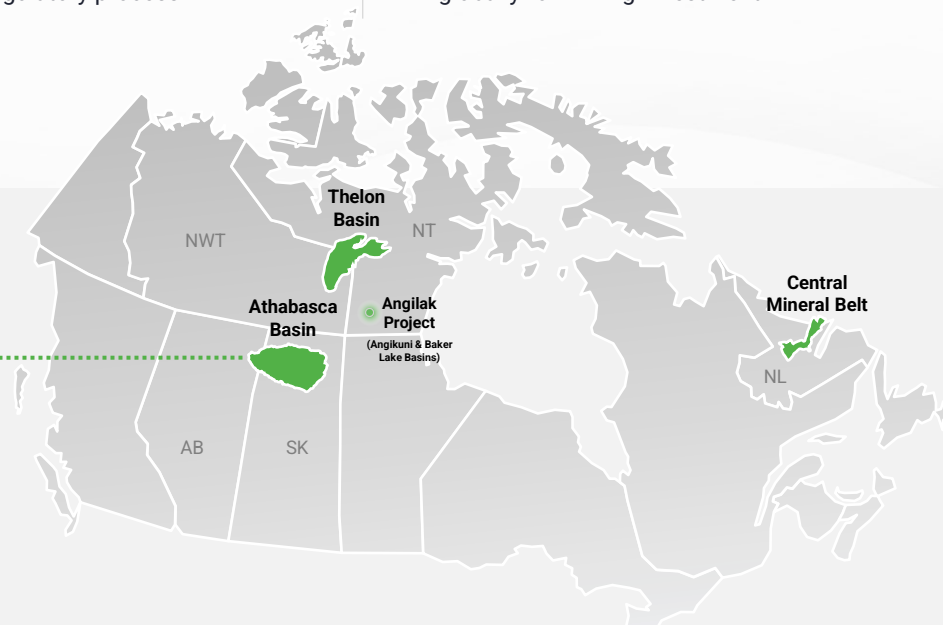 Thelon
Basin
NWT
NT
Central
Mineral Belt
Athabasca
Basin
Angilak
Project
(Angikuni & Baker
Lake Basins)
NL
AB
SK